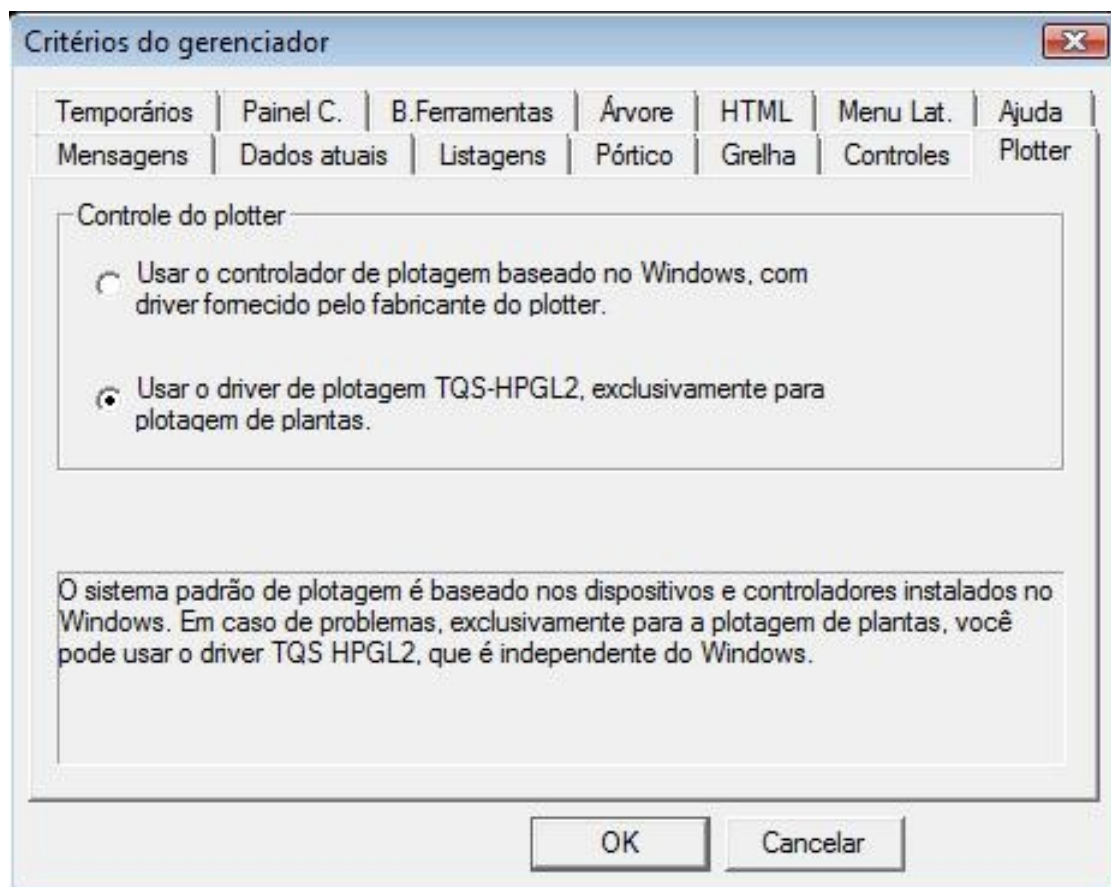 Critérios do gerenciador
Temporários Painel C. B.Ferramentas Árvore HTML Menu Lat. Ajuda
Mensagens Dados atuais Listagens Pórtico Grelha Controles Plotter
Controle do plotter
Usar o controlador de plotagem baseado no Windows, com
driver fornecido pelo fabricante do plotter.
Usar o driver de plotagem TQS-HPGL2, exclusivamente para
plotagem de plantas.
O sistema padrão de plotagem é baseado nos dispositivos e controladores instalados no
Windows. Em caso de problemas, exclusivamente para a plotagem de plantas, você
pode usar o driver TQS HPGL2, que é independente do Windows.
OK Cancelar